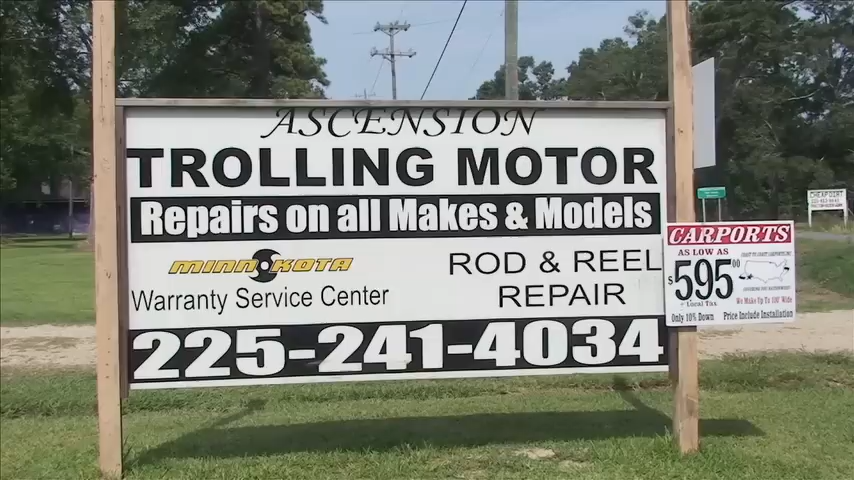 ASCENSION
TROLLING MOTOR
Repairs on all Makes & Models
MINN KOTA
Warranty Service Center
ROD & REEL
REPAIR
225-241-4034
CARPORTS
AS LOW AS
$595.00
+ Local Tax
We Make Up To 100' Wide
Only 10% Down
Price Include Installation
CHEAP DIRT